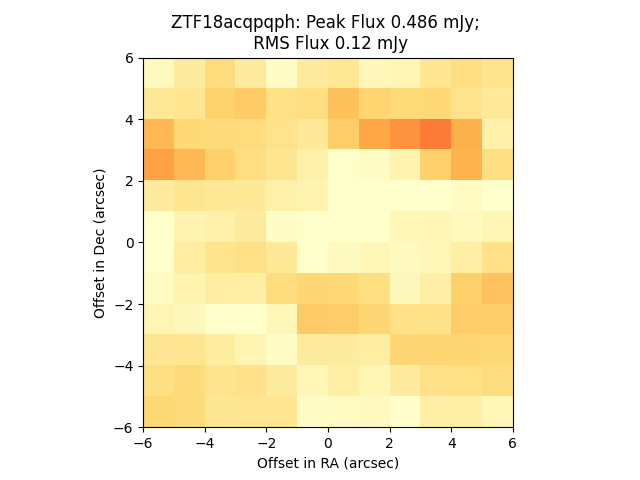 ZTF18acqpqph: Peak Flux 0.486 mJy;
RMS Flux 0.12 mJy
6
4
2
0
−2
−4
−6
Offset in Dec (arcsec)
−6 −4 −2 0 2 4 6
Offset in RA (arcsec)